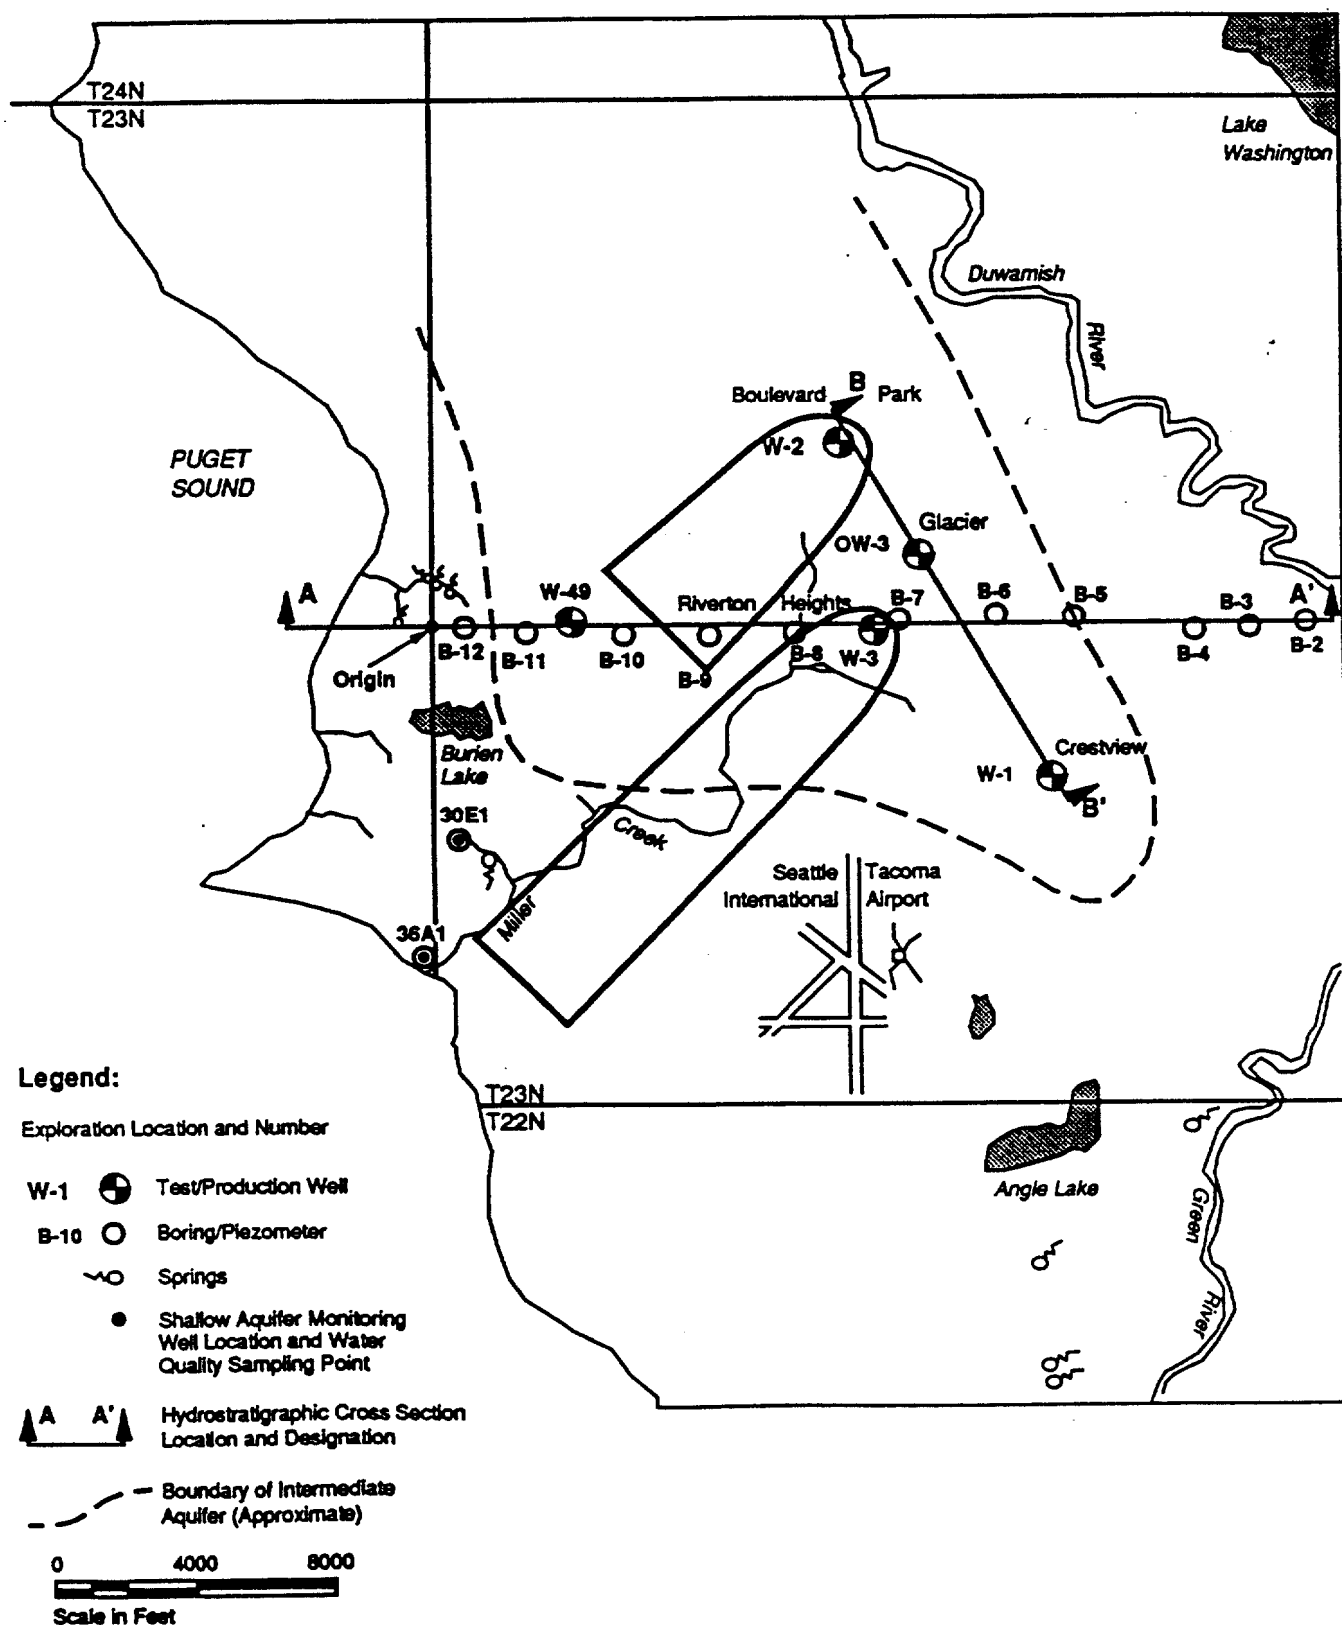 T24N
T23N
Lake
Washington
Duwamish
River
Boulevard
B
Park
W-2
PUGET
SOUND
Glacier
OW-3
A
W-49
Riverton
Heights
B-7
B-6
B-5
B-3
A'
B-12
B-11
B-10
B-9
B-8
W-3
B-4
B-2
Origin
Burien
Lake
Crestview
W-1
B'
30E1
Creek
Seattle
Tacoma
International
Airport
Miller
36A1
T23N
T22N
Angle Lake
Green
River
Legend:
Exploration Location and Number
W-1
Test/Production Well
B-10
Boring/Piezometer
Springs
Shallow Aquifer Monitoring
Well Location and Water
Quality Sampling Point
A
A'
Hydrostratigraphic Cross Section
Location and Designation
Boundary of Intermediate
Aquifer (Approximate)
0
4000
8000
Scale in Feet